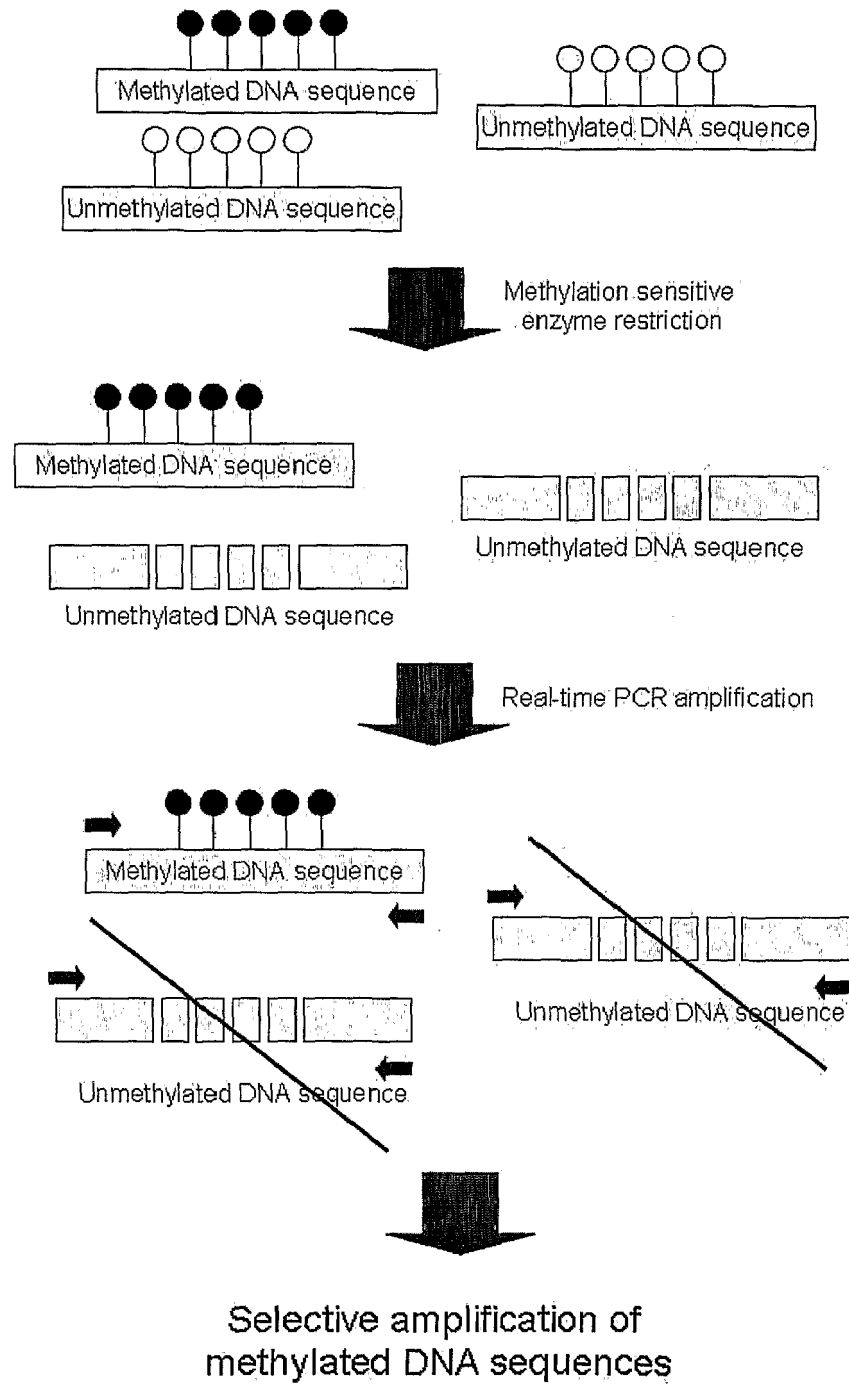 Methylated DNA sequence
Unmethylated DNA sequence
Unmethylated DNA sequence
Methylation sensitive
enzyme restriction
Methylated DNA sequence
Unmethylated DNA sequence
Unmethylated DNA sequence
Real-time PCR amplification
Methylated DNA sequence
Unmethylated DNA sequence
Unmethylated DNA sequence
Selective amplification of
methylated DNA sequences